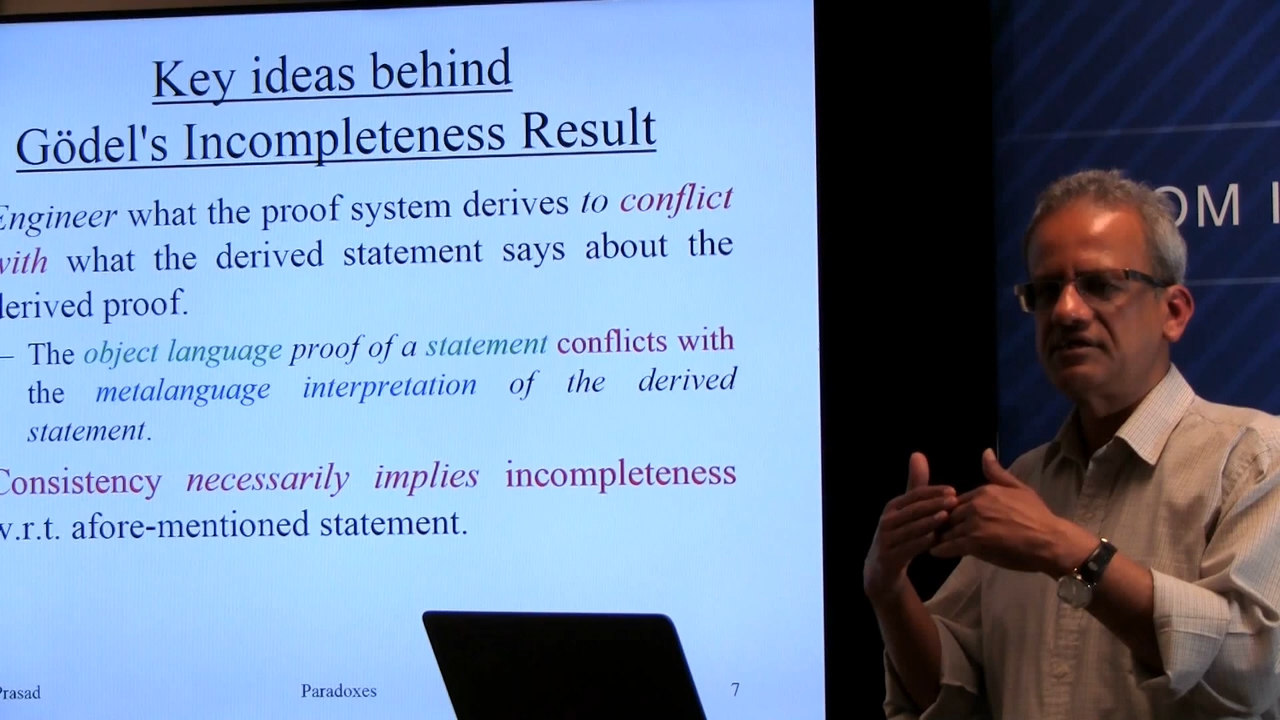 Key ideas behind
Gödel's Incompleteness Result
Engineer what the proof system derives to conflict
with what the derived statement says about the
derived proof.
– The object language proof of a statement conflicts with
the metalanguage interpretation of the derived
statement.
Consistency necessarily implies incompleteness
w.r.t. afore-mentioned statement.
Prasad Paradoxes 7
OM